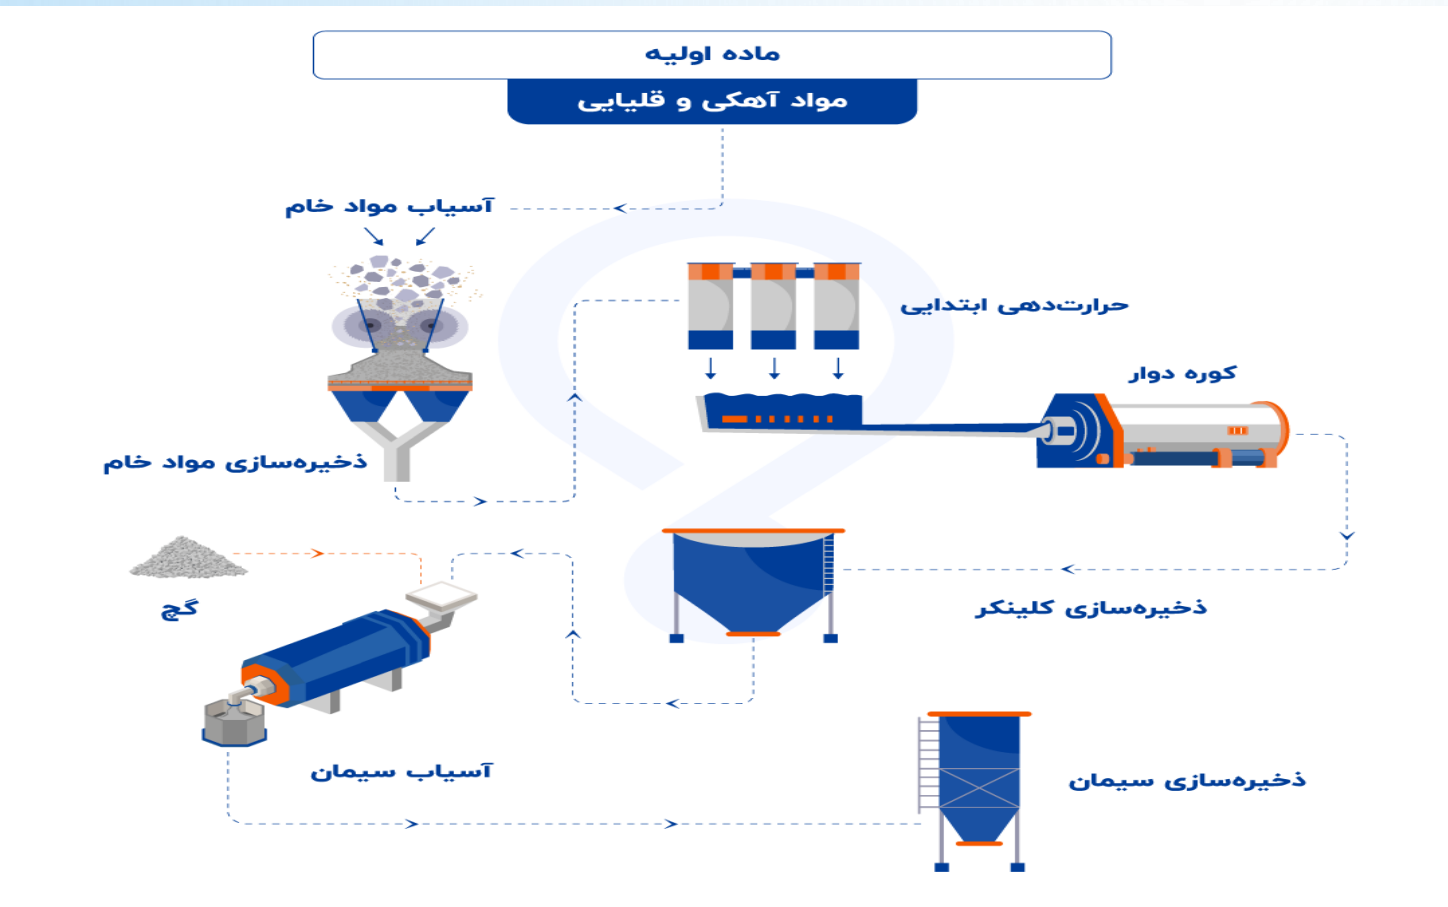 ماده اولیه
مواد آهکی و قلیایی
آسیاب مواد خام
حرارت‌دهی ابتدایی
کوره دوار
ذخیره‌سازی مواد خام
گچ
ذخیره‌سازی کلینکر
آسیاب سیمان
ذخیره‌سازی سیمان